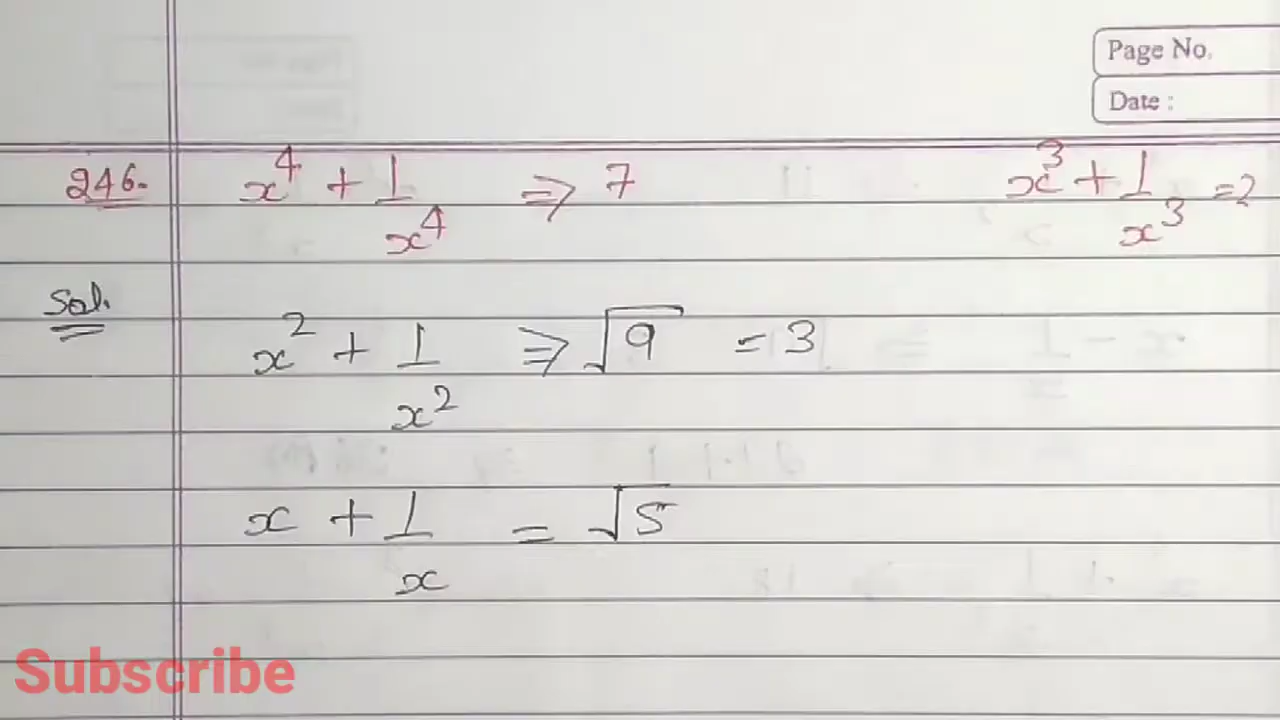 Page No.
Date :
246. x⁴ + 1/x⁴ ⇒ 7 x³ + 1/x³ =2
Sol.
x² + 1/x² ⇒ √9 = 3
x + 1/x = √5
Subscribe